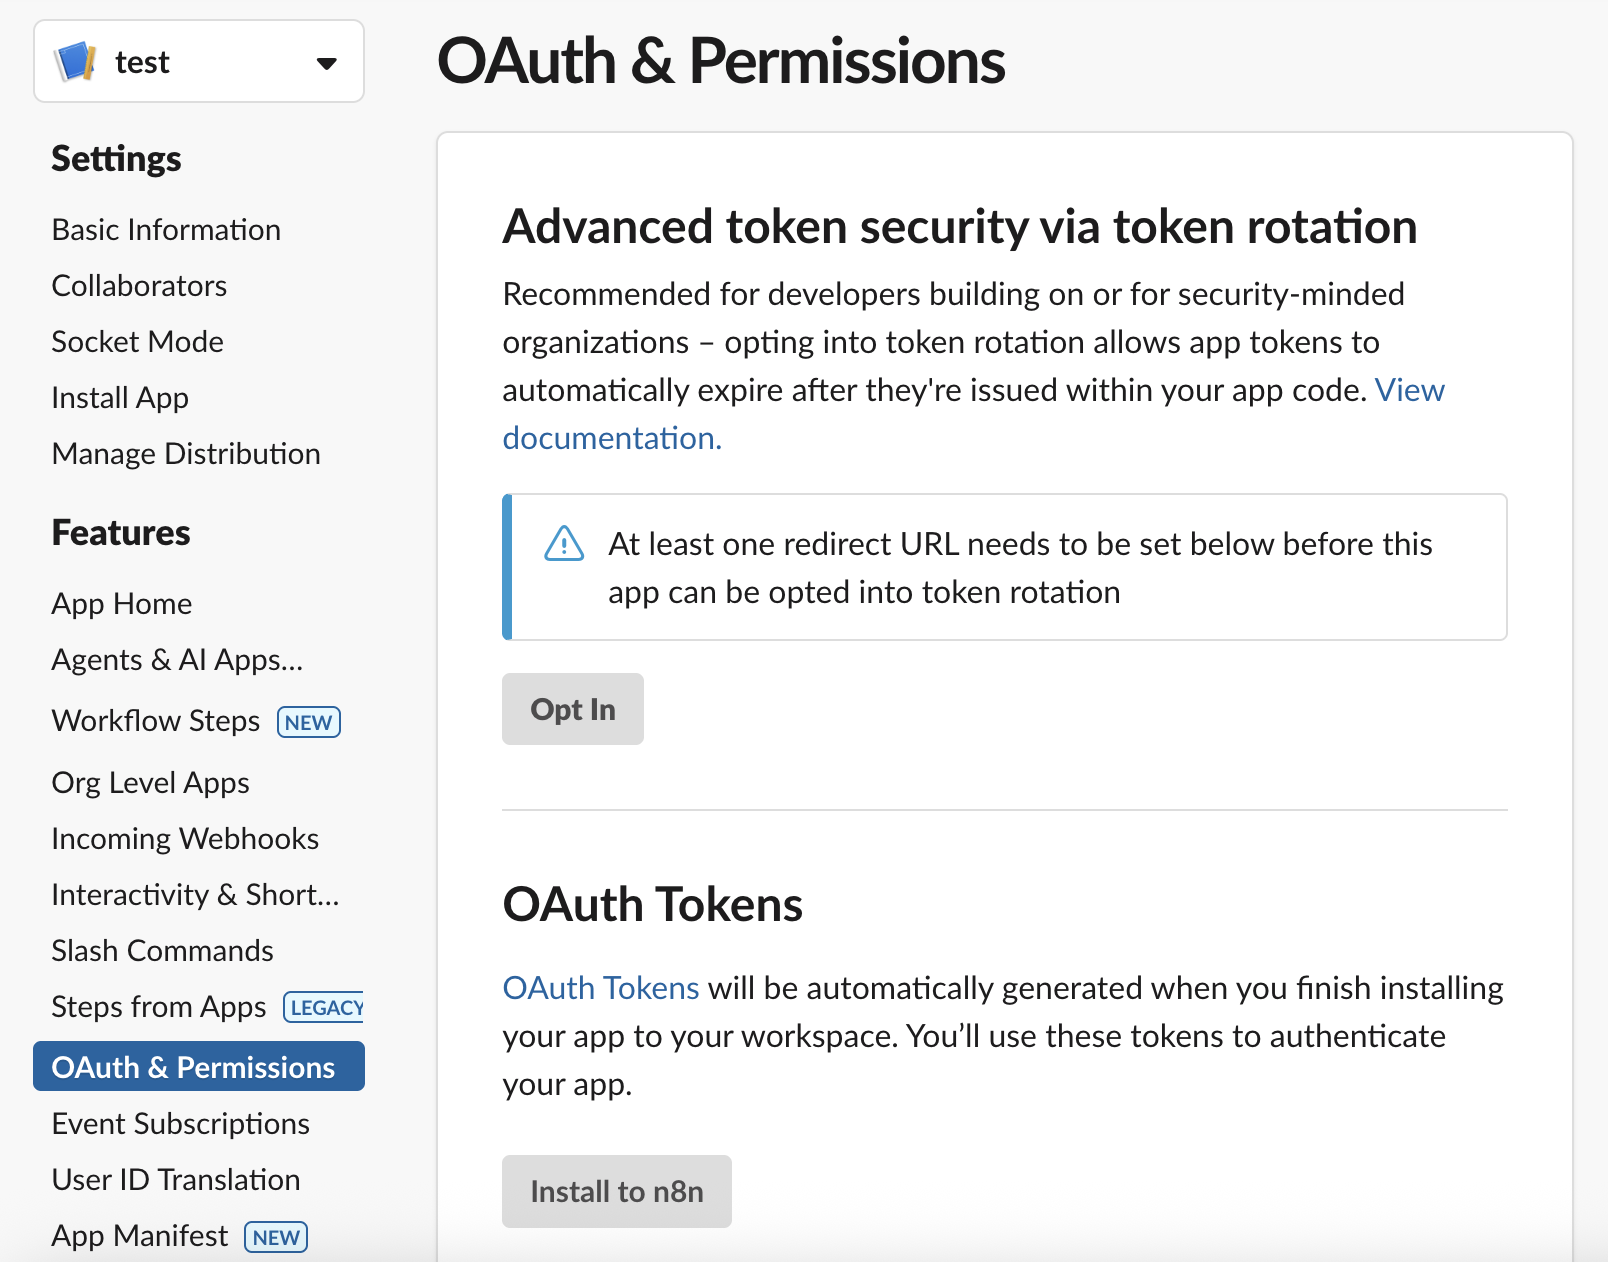 test
Settings
Basic Information
Collaborators
Socket Mode
Install App
Manage Distribution
Features
App Home
Agents & AI Apps...
Workflow Steps NEW
Org Level Apps
Incoming Webhooks
Interactivity & Short...
Slash Commands
Steps from Apps LEGACY
OAuth & Permissions
Event Subscriptions
User ID Translation
App Manifest NEW
OAuth & Permissions
Advanced token security via token rotation
Recommended for developers building on or for security-minded
organizations – opting into token rotation allows app tokens to
automatically expire after they're issued within your app code. View
documentation.
At least one redirect URL needs to be set below before this
app can be opted into token rotation
Opt In
OAuth Tokens
OAuth Tokens will be automatically generated when you finish installing
your app to your workspace. You’ll use these tokens to authenticate
your app.
Install to n8n